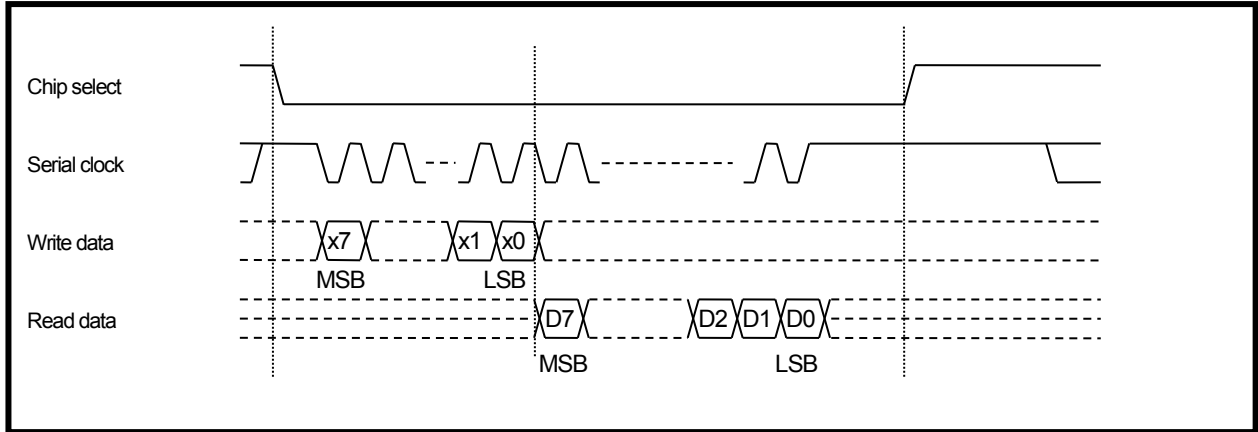 Chip select
Serial clock
Write data
x7 x1 x0
MSB LSB
Read data
D7 D2 D1 D0
MSB LSB